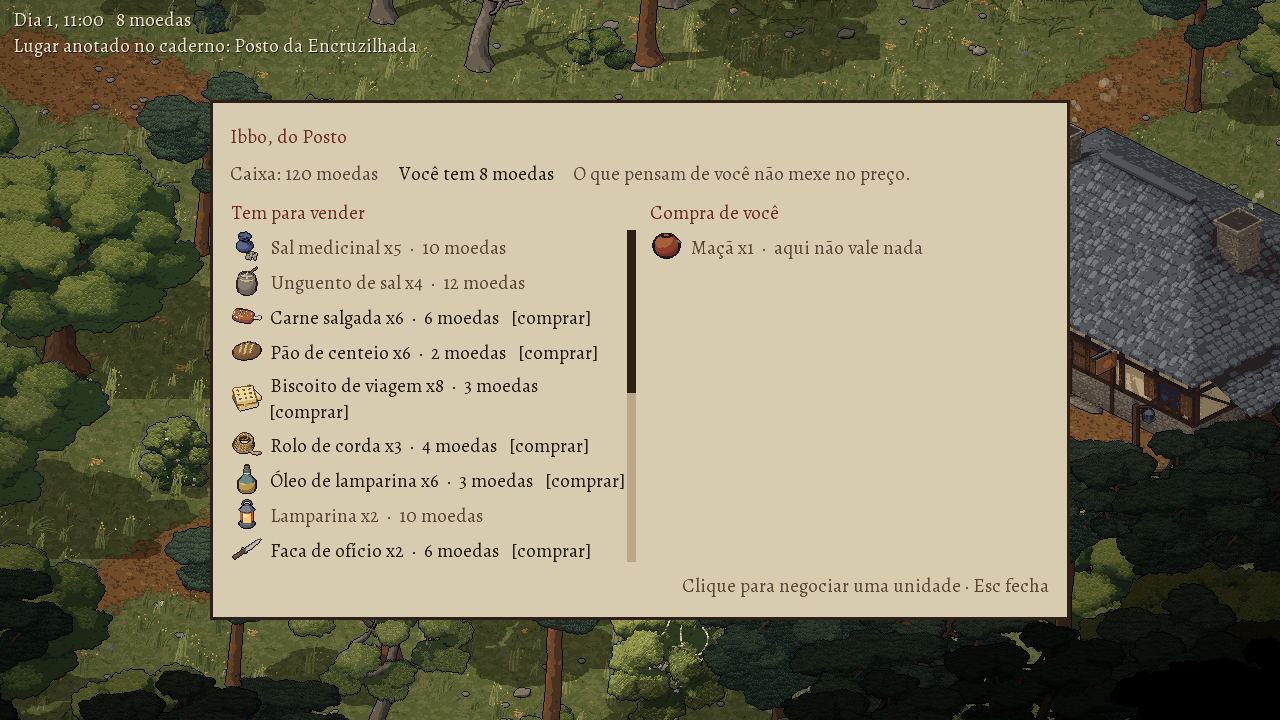 Dia 1, 11:00 8 moedas
Lugar anotado no caderno: Posto da Encruzilhada
Ibbo, do Posto
Caixa: 120 moedas Você tem 8 moedas O que pensam de você não mexe no preço.
Tem para vender
Sal medicinal x5 · 10 moedas
Unguento de sal x4 · 12 moedas
Carne salgada x6 · 6 moedas [comprar]
Pão de centeio x6 · 2 moedas [comprar]
Biscoito de viagem x8 · 3 moedas
[comprar]
Rolo de corda x3 · 4 moedas [comprar]
Óleo de lamparina x6 · 3 moedas [comprar]
Lamparina x2 · 10 moedas
Faca de ofício x2 · 6 moedas [comprar]
Compra de você
Maçã x1 · aqui não vale nada
Clique para negociar uma unidade · Esc fecha